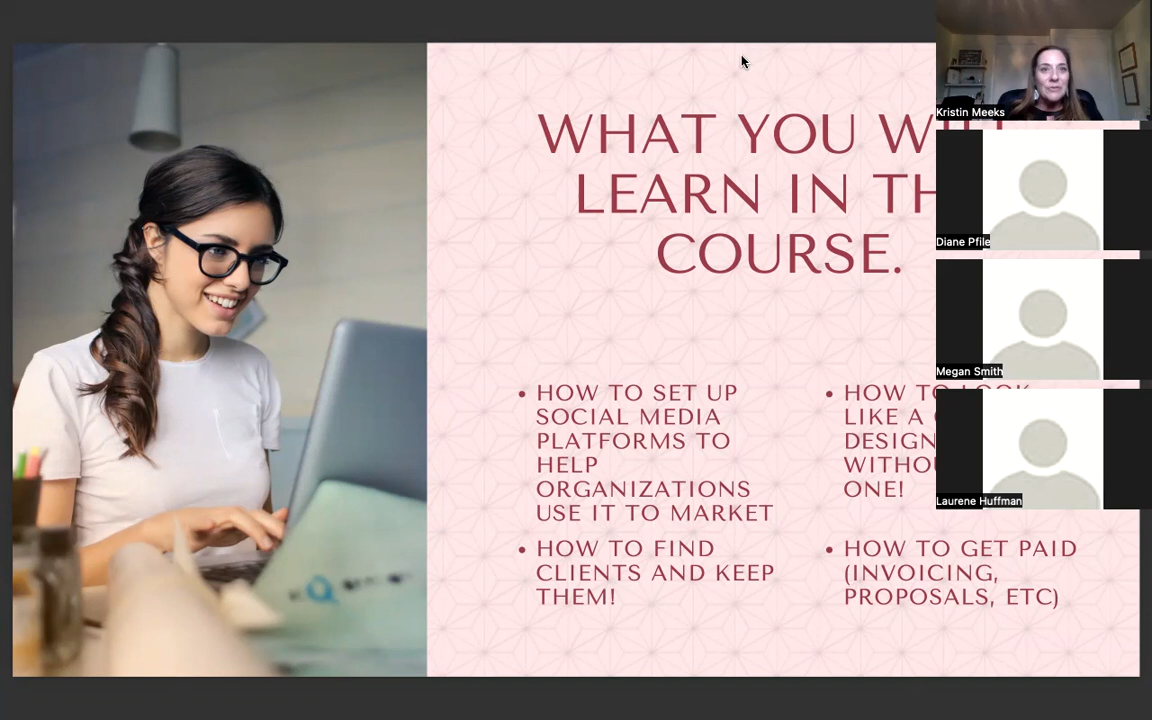 WHAT YOU
LEARN IN
COURSE.
• HOW TO SET UP
SOCIAL MEDIA
PLATFORMS TO
HELP
ORGANIZATIONS
USE IT TO MARKET
• HOW TO FIND
CLIENTS AND KEEP
THEM!
• HOW TO LOOK
LIKE A
DESIGN
WITHOU
ONE!
• HOW TO GET PAID
(INVOICING,
PROPOSALS, ETC)
Kristin Meeks
Diane Pfile
Megan Smith
Laurene Huffman